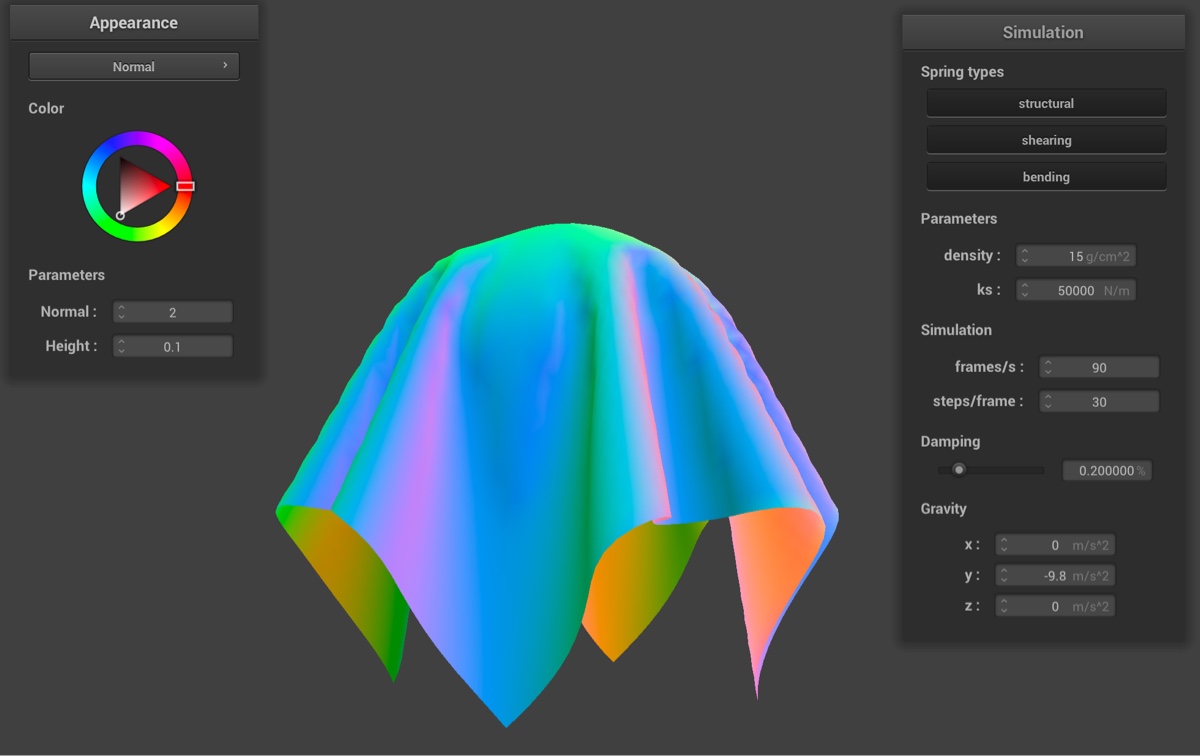 Appearance
Normal
Color
Parameters
Normal : 2
Height : 0.1
Simulation
Spring types
structural
shearing
bending
Parameters
density : 15 g/cm^2
ks : 50000 N/m
Simulation
frames/s : 90
steps/frame : 30
Damping
0.200000 %
Gravity
x : 0 m/s^2
y : -9.8 m/s^2
z : 0 m/s^2